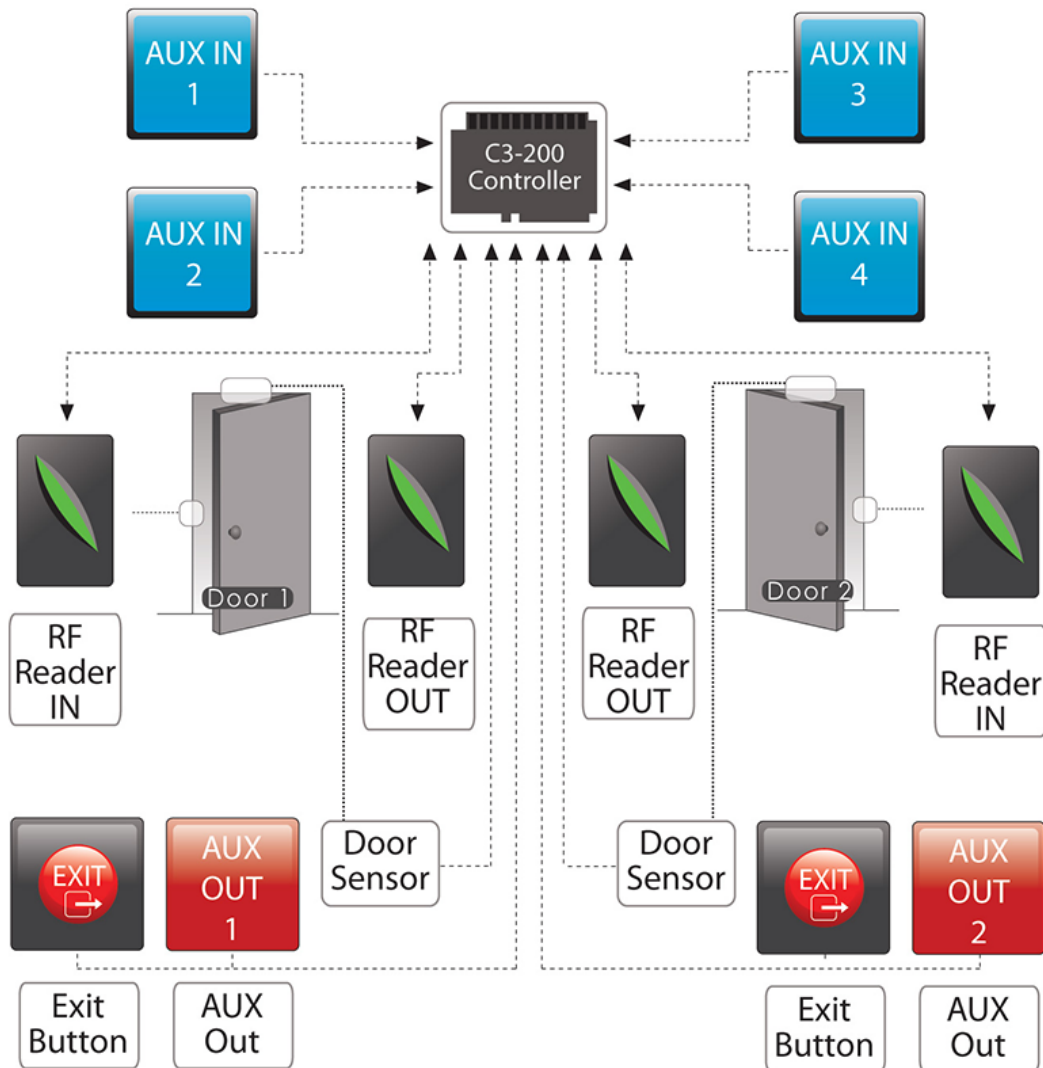 AUX IN
1
AUX IN
3
C3-200
Controller
AUX IN
2
AUX IN
4
Door 1
Door 2
RF
Reader
IN
RF
Reader
OUT
RF
Reader
OUT
RF
Reader
IN
EXIT
AUX
OUT
1
Door
Sensor
Door
Sensor
EXIT
AUX
OUT
2
Exit
Button
AUX
Out
Exit
Button
AUX
Out